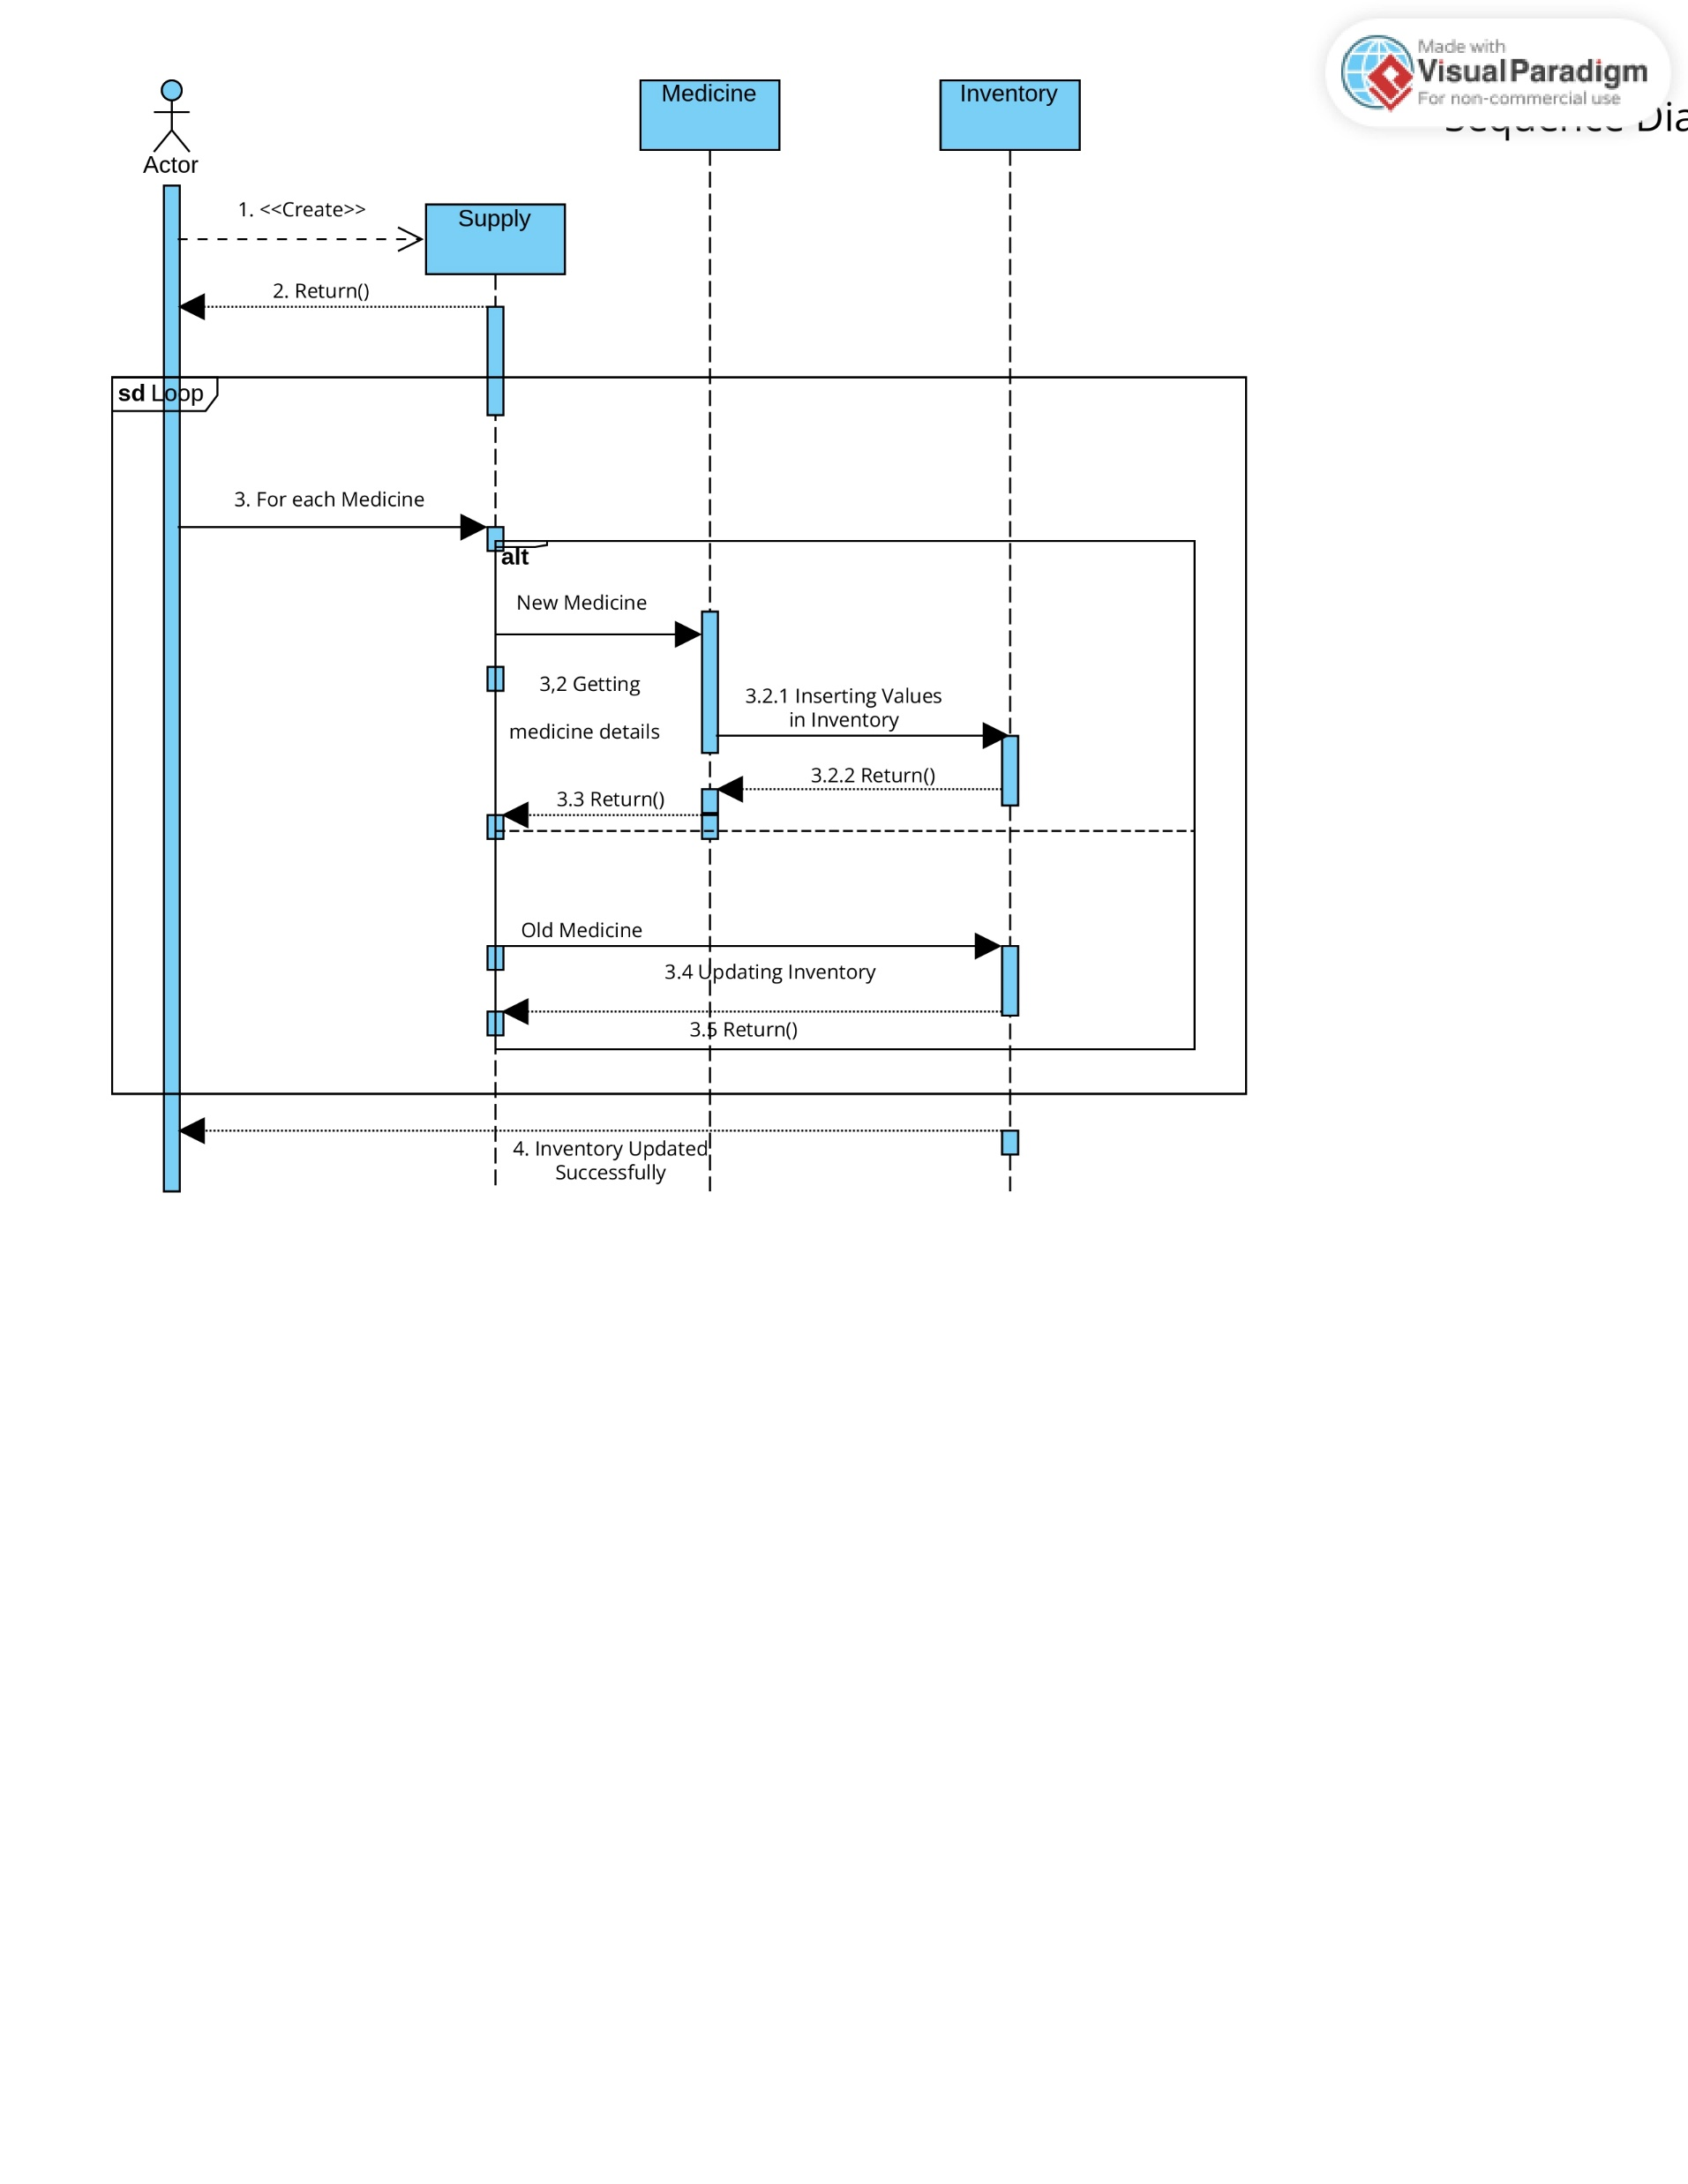 Made with
Visual Paradigm
For non-commercial use
Medicine
Inventory
Actor
1. <<Create>>
Supply
2. Return()
sd Loop
3. For each Medicine
alt
New Medicine
3,2 Getting
medicine details
3.2.1 Inserting Values
in Inventory
3.2.2 Return()
3.3 Return()
Old Medicine
3.4 Updating Inventory
3.5 Return()
4. Inventory Updated
Successfully